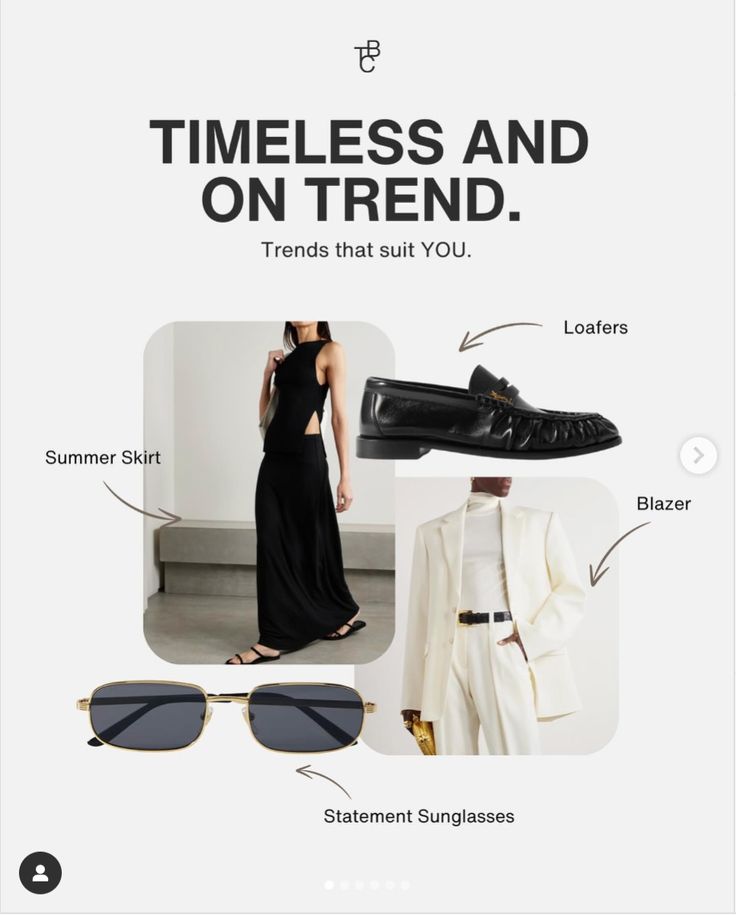 TBC
TIMELESS AND
ON TREND.
Trends that suit YOU.
Loafers
Summer Skirt
Blazer
Statement Sunglasses